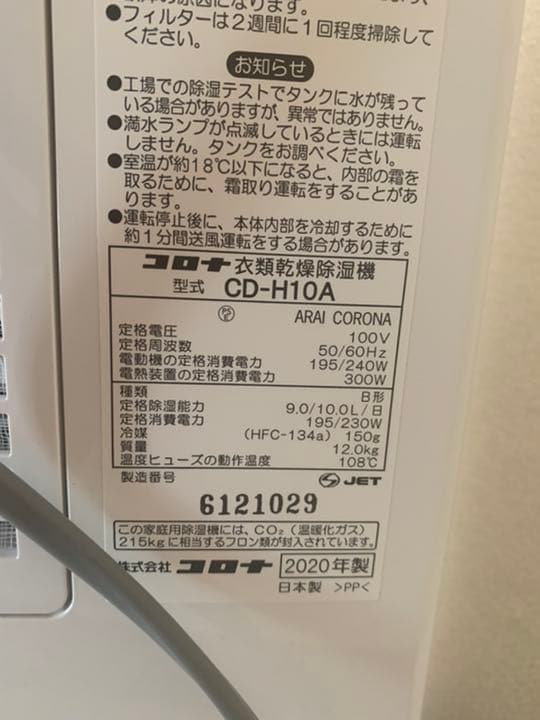 の原因になります。
●フィルターは2週間に1回程度掃除して
ください。
お知らせ
●工場での除湿テストでタンクに水が残って
いる場合がありますが、異常ではありません。
●満水ランプが点滅しているときには運転
しません。タンクをお調べください。
●室温が約18℃以下になると、内部の霜を
取るために、霜取り運転をすることがあ
ります。
●運転停止後に、本体内部を冷却するために
約1分間送風運転をする場合があります。
コロナ 衣類乾燥除湿機
型式 CD-H10A
PS E ARAI CORONA
定格電圧 100V
定格周波数 50/60Hz
電動機の定格消費電力 195/240W
電熱装置の定格消費電力 300W
種類 B形
定格除湿能力 9.0/10.0L/日
定格消費電力 195/230W
冷媒 (HFC-134a) 150g
質量 12.0kg
温度ヒューズの動作温度 108℃
製造番号 JET
6121029
この家庭用除湿機には、CO₂(温暖化ガス)
215kgに相当するフロン類が封入されています。
株式会社 コロナ 2020年製
日本製 >PP<